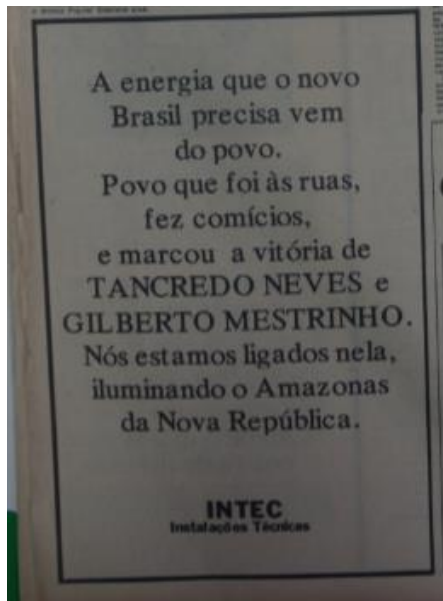 A energia que o novo
Brasil precisa vem
do povo.
Povo que foi às ruas,
fez comícios,
e marcou a vitória de
TANCREDO NEVES e
GILBERTO MESTRINHO.
Nós estamos ligados nela,
iluminando o Amazonas
da Nova República.
INTEC
Instalações Técnicas